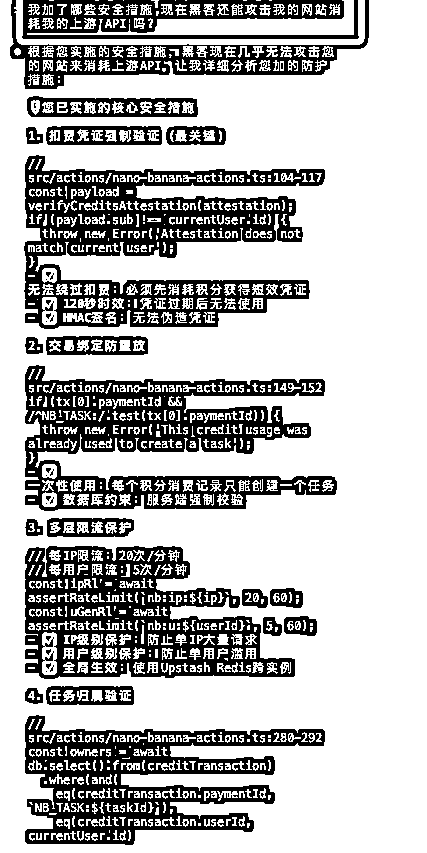 我加了哪些安全措施,现在黑客还能攻击我的网站消
耗我的上游 API 吗?
根据您实施的安全措施，黑客现在几乎无法攻击您
的网站来消耗上游API。让我详细分析您加的防护
措施：
您已实施的核心安全措施
1. 扣费凭证强制验证 (最关键)
//
src/actions/nano-banana-actions.ts:104-117
const payload =
verifyCreditsAttestation(attestation);
if (payload.sub !== currentUser.id) {
  throw new Error('Attestation does not
match current user');
}
- ✅
无法绕过扣费：必须先消耗积分获得短效凭证
- ✅ 120秒时效：凭证过期后无法使用
- ✅ HMAC签名：无法伪造凭证
2. 交易绑定防重放
//
src/actions/nano-banana-actions.ts:149-152
if (tx[0].paymentId &&
/^NB_TASK:/.test(tx[0].paymentId)) {
  throw new Error('This credit usage was
already used to create a task');
}
- ✅
一次性使用：每个积分消费记录只能创建一个任务
- ✅ 数据库约束：服务端强制校验
3. 多层限流保护
// 每IP限流：20次/分钟
// 每用户限流：5次/分钟
const ipRl = await
assertRateLimit(`nb:ip:${ip}`, 20, 60);
const uGenRl = await
assertRateLimit(`nb:u:${userId}`, 5, 60);
- ✅ IP级别保护：防止单IP大量请求
- ✅ 用户级别保护：防止单用户滥用
- ✅ 全局生效：使用Upstash Redis跨实例
4. 任务归属验证
//
src/actions/nano-banana-actions.ts:280-292
const owners = await
db.select().from(creditTransaction)
  .where(and(
    eq(creditTransaction.paymentId,
`NB_TASK:${taskId}`),
    eq(creditTransaction.userId,
currentUser.id)